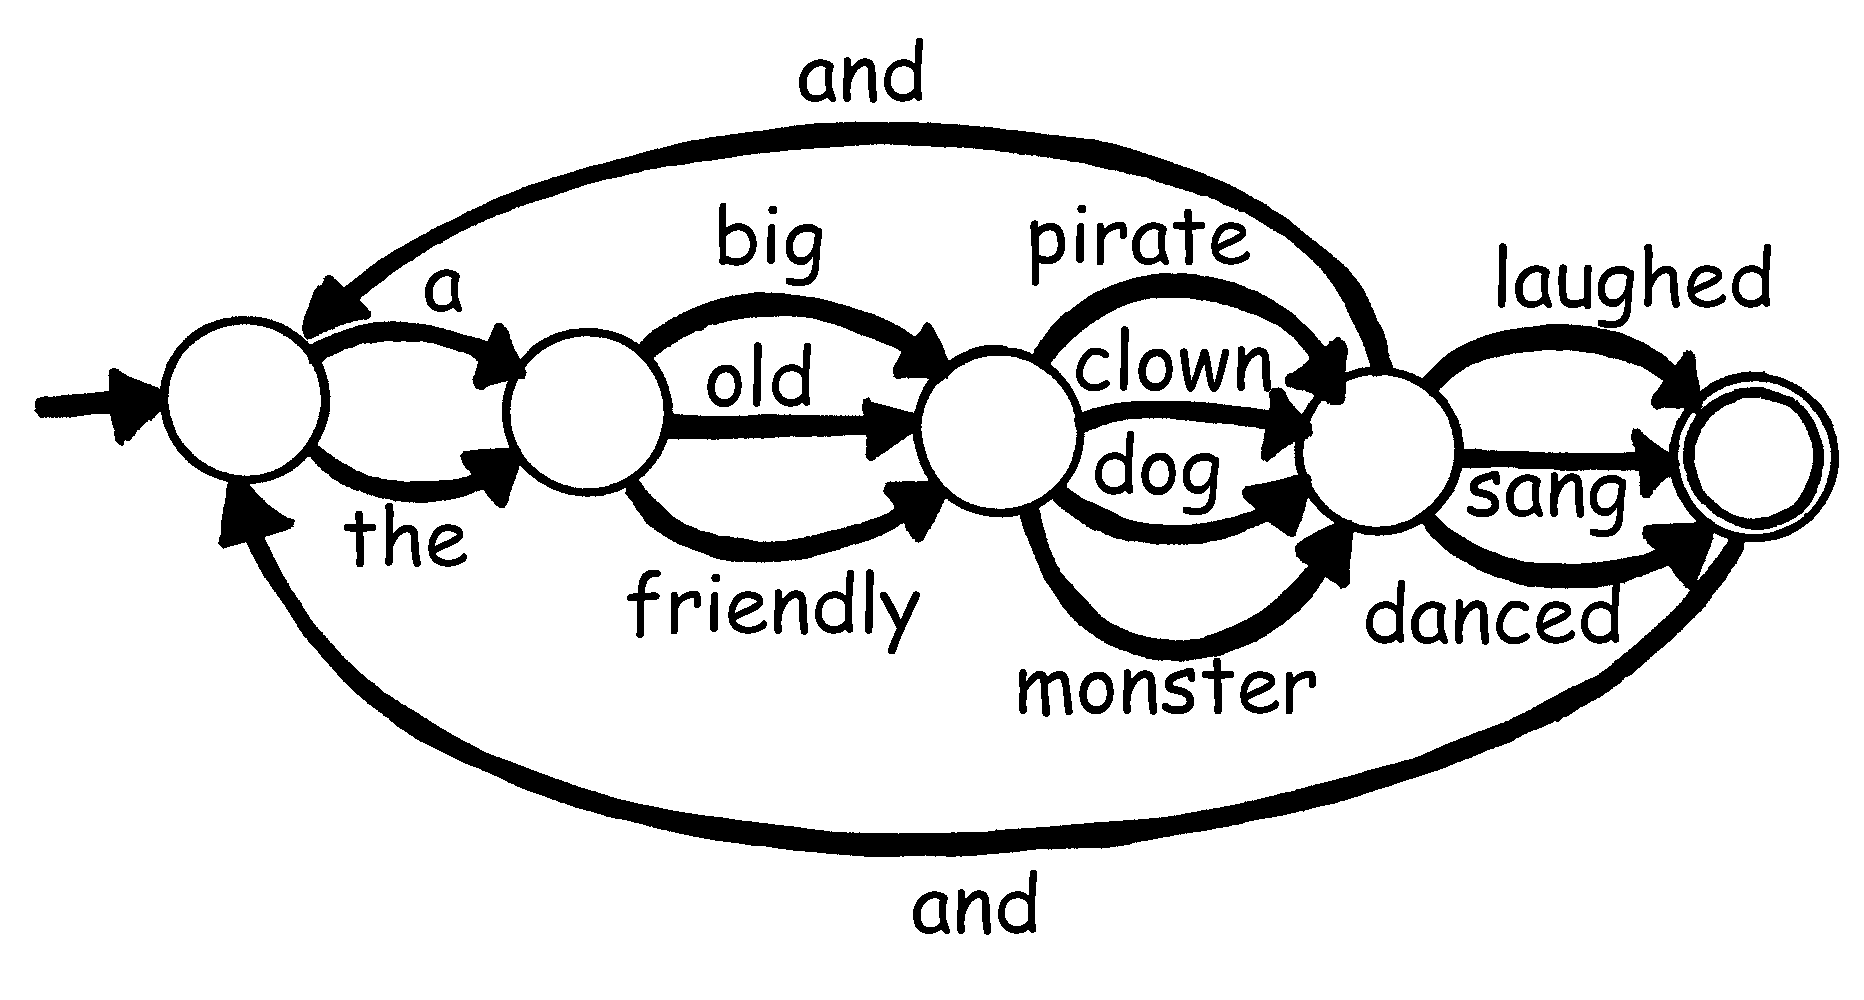 and
big
pirate
laughed
a
clown
old
dog
sang
the
friendly
danced
monster
and